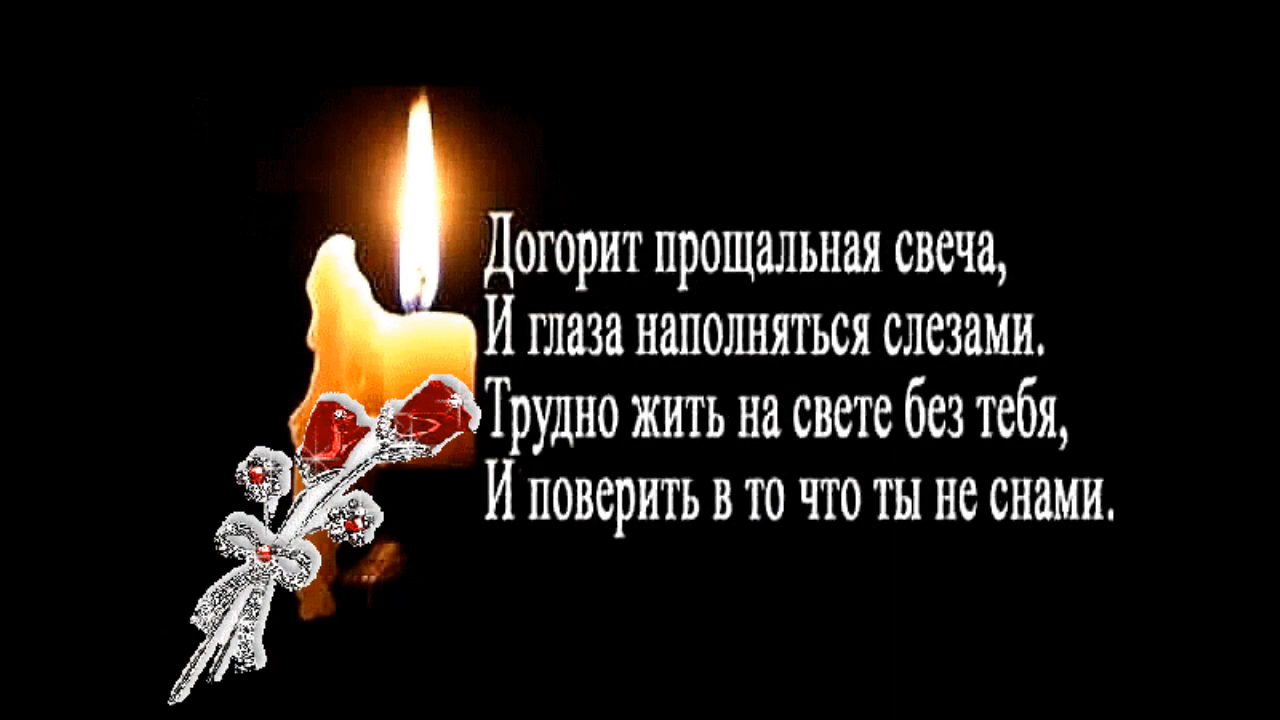 Догорит прощальная свеча,
И глаза наполняться слезами.
Трудно жить на свете без тебя,
И поверить в то что ты не снами.